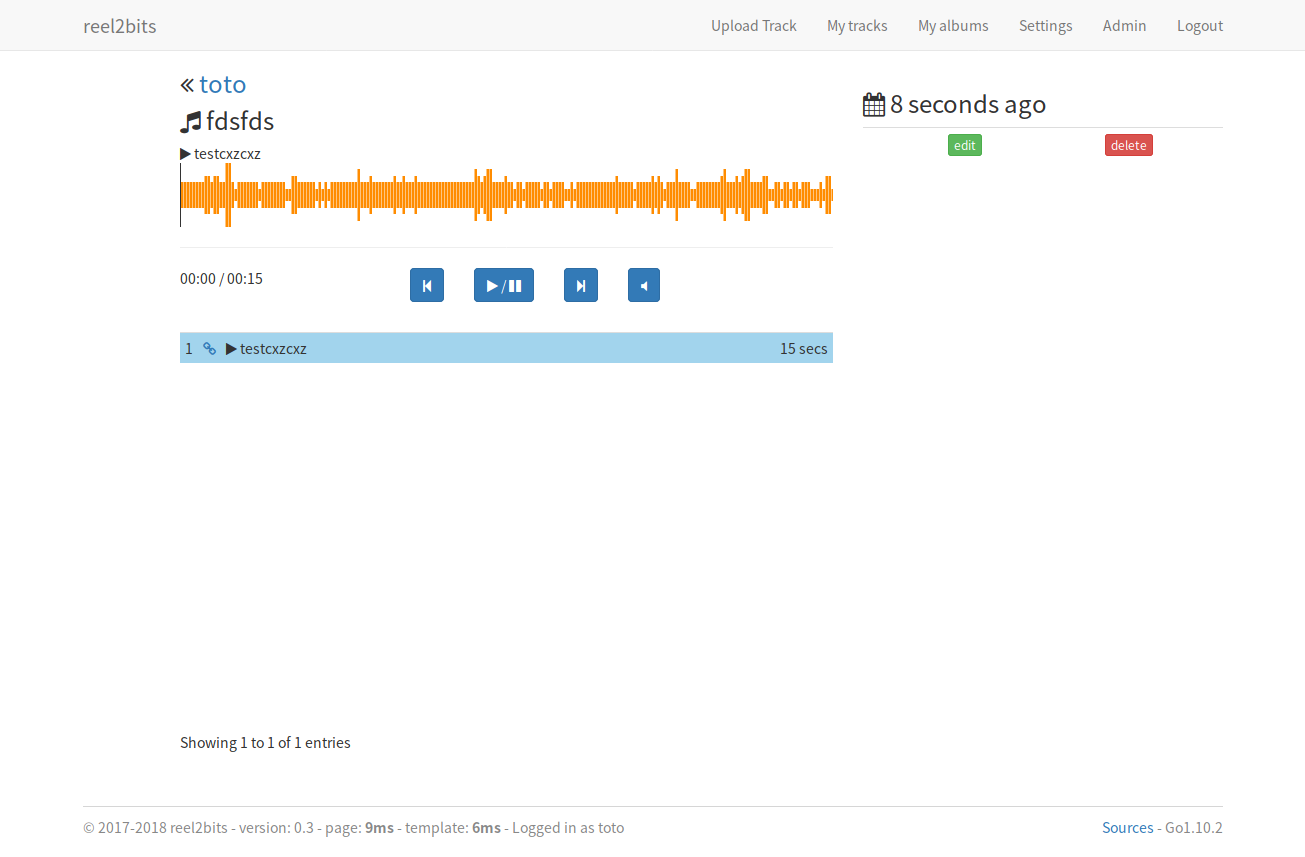 reel2bits Upload Track My tracks My albums Settings Admin Logout
toto
fdsfds
testcxzcxz
8 seconds ago
edit delete
00:00 / 00:15
/
1 testcxzcxz 15 secs
Showing 1 to 1 of 1 entries
© 2017-2018 reel2bits - version: 0.3 - page: 9ms - template: 6ms - Logged in as toto Sources - Go1.10.2